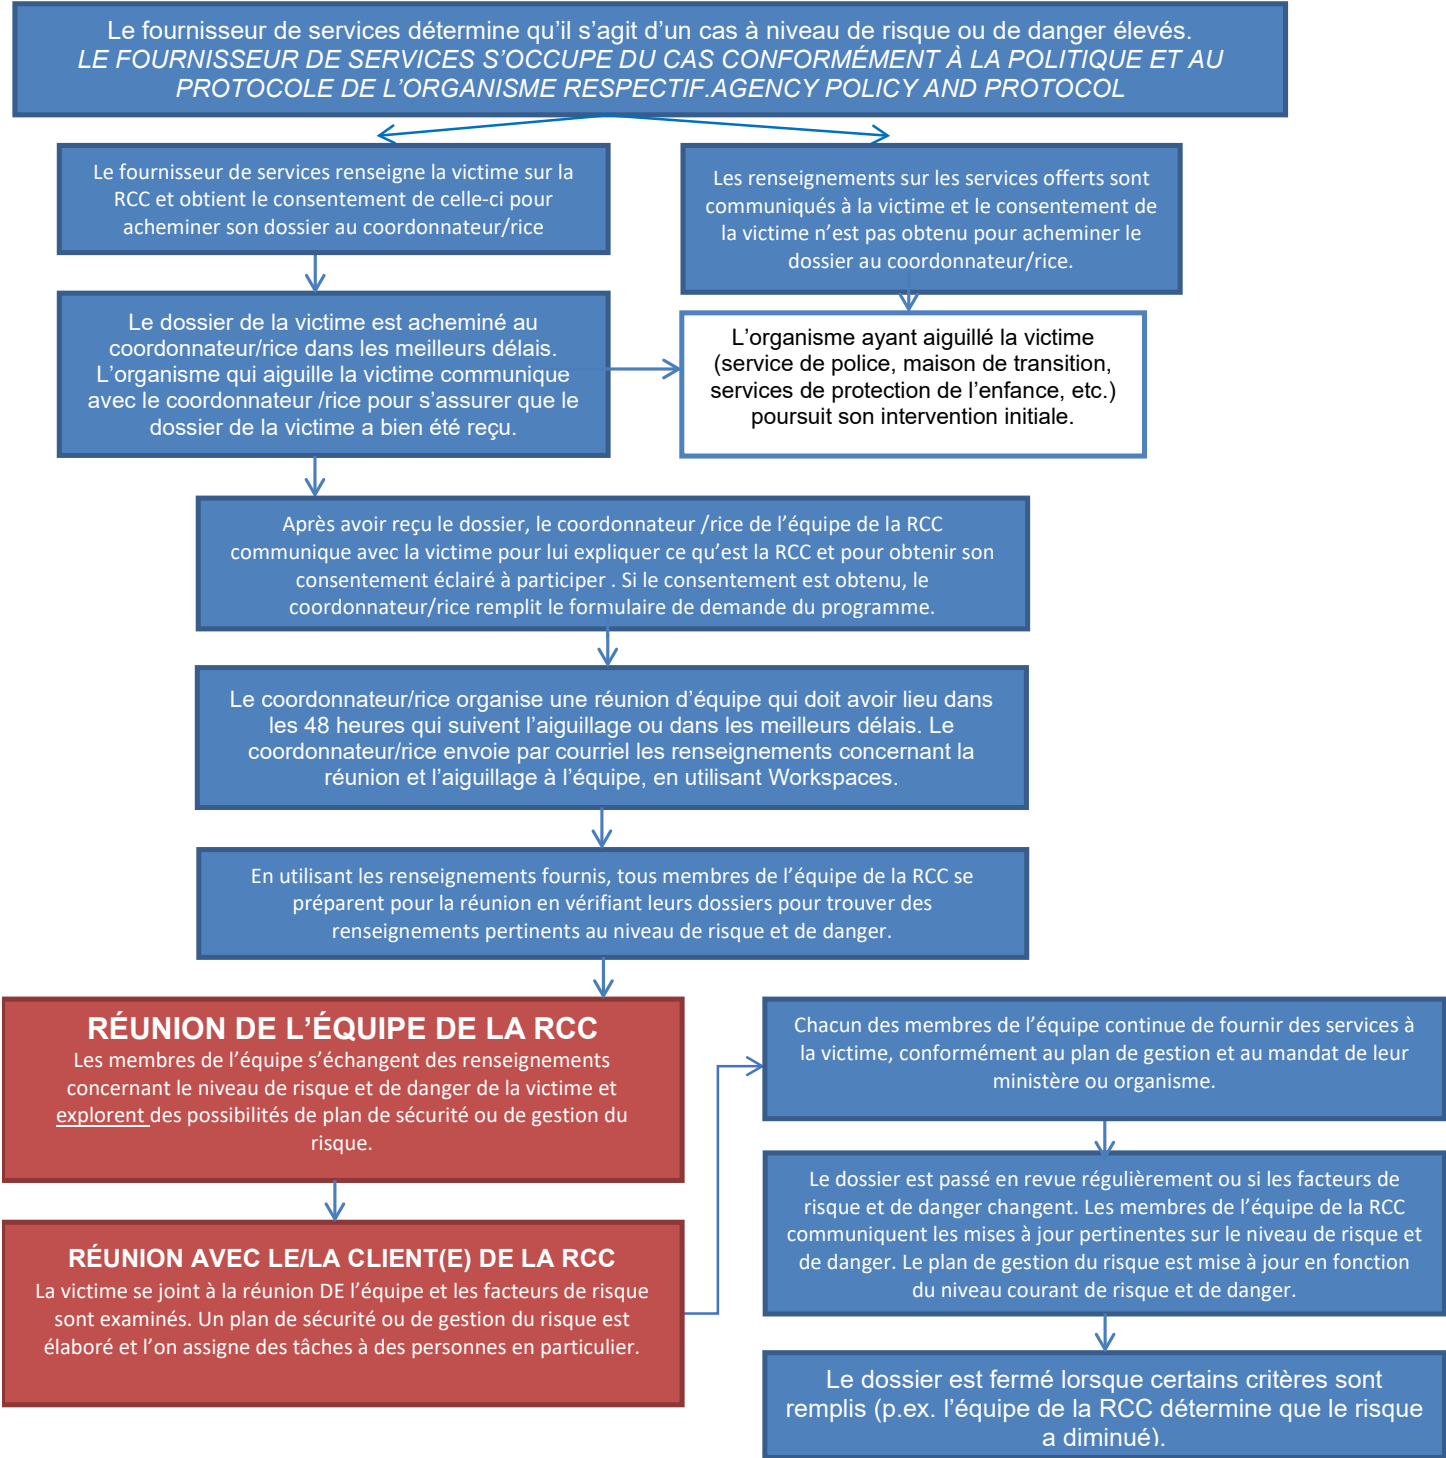 Le fournisseur de services détermine qu’il s’agit d’un cas à niveau de risque ou de danger élevés.
LE FOURNISSEUR DE SERVICES S’OCCUPE DU CAS CONFORMÉMENT À LA POLITIQUE ET AU
PROTOCOLE DE L’ORGANISME RESPECTIF.AGENCY POLICY AND PROTOCOL
Le fournisseur de services renseigne la victime sur la
RCC et obtient le consentement de celle-ci pour
acheminer son dossier au coordonnateur/rice
Les renseignements sur les services offerts sont
communiqués à la victime et le consentement de
la victime n’est pas obtenu pour acheminer le
dossier au coordonnateur/rice.
Le dossier de la victime est acheminé au
coordonnateur/rice dans les meilleurs délais.
L’organisme qui aiguille la victime communique
avec le coordonnateur /rice pour s’assurer que le
dossier de la victime a bien été reçu.
L’organisme ayant aiguillé la victime
(service de police, maison de transition,
services de protection de l’enfance, etc.)
poursuit son intervention initiale.
Après avoir reçu le dossier, le coordonnateur /rice de l’équipe de la RCC
communique avec la victime pour lui expliquer ce qu’est la RCC et pour obtenir son
consentement éclairé à participer . Si le consentement est obtenu, le
coordonnateur/rice remplit le formulaire de demande du programme.
Le coordonnateur/rice organise une réunion d’équipe qui doit avoir lieu dans
les 48 heures qui suivent l’aiguillage ou dans les meilleurs délais. Le
coordonnateur/rice envoie par courriel les renseignements concernant la
réunion et l’aiguillage à l’équipe, en utilisant Workspaces.
En utilisant les renseignements fournis, tous membres de l’équipe de la RCC se
préparent pour la réunion en vérifiant leurs dossiers pour trouver des
renseignements pertinents au niveau de risque et de danger.
RÉUNION DE L’ÉQUIPE DE LA RCC
Les membres de l’équipe s’échangent des renseignements
concernant le niveau de risque et de danger de la victime et
explorent des possibilités de plan de sécurité ou de gestion du
risque.
RÉUNION AVEC LE/LA CLIENT(E) DE LA RCC
La victime se joint à la réunion DE l’équipe et les facteurs de risque
sont examinés. Un plan de sécurité ou de gestion du risque est
élaboré et l’on assigne des tâches à des personnes en particulier.
Chacun des membres de l’équipe continue de fournir des services à
la victime, conformément au plan de gestion et au mandat de leur
ministère ou organisme.
Le dossier est passé en revue régulièrement ou si les facteurs de
risque et de danger changent. Les membres de l’équipe de la RCC
communiquent les mises à jour pertinentes sur le niveau de risque et
de danger. Le plan de gestion du risque est mise à jour en fonction
du niveau courant de risque et de danger.
Le dossier est fermé lorsque certains critères sont
remplis (p.ex. l’équipe de la RCC détermine que le risque
a diminué).